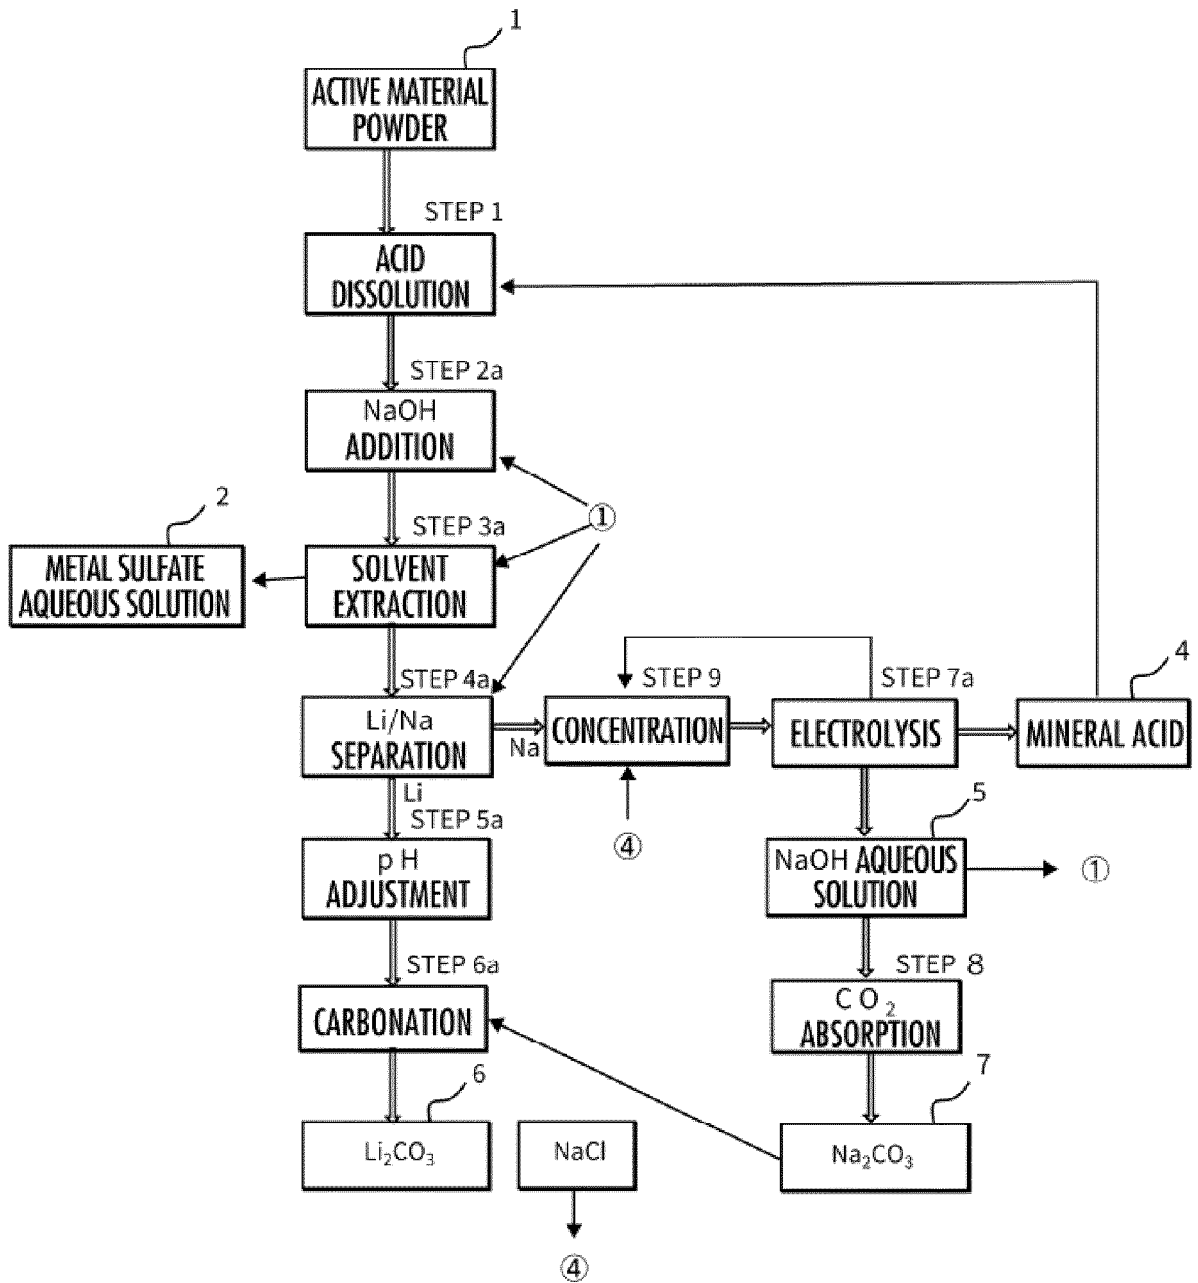 1
ACTIVE MATERIAL
POWDER
STEP 1
ACID
DISSOLUTION
STEP 2a
NaOH
ADDITION
①
2
STEP 3a
METAL SULFATE
AQUEOUS SOLUTION
SOLVENT
EXTRACTION
STEP 4a
STEP 9
STEP 7a
4
Li/Na
SEPARATION
Na
CONCENTRATION
ELECTROLYSIS
MINERAL ACID
Li
STEP 5a
④
5
pH
ADJUSTMENT
NaOH AQUEOUS
SOLUTION
①
STEP 6a
STEP 8
CARBONATION
CO₂
ABSORPTION
6
7
Li₂CO₃
NaCl
Na₂CO₃
④